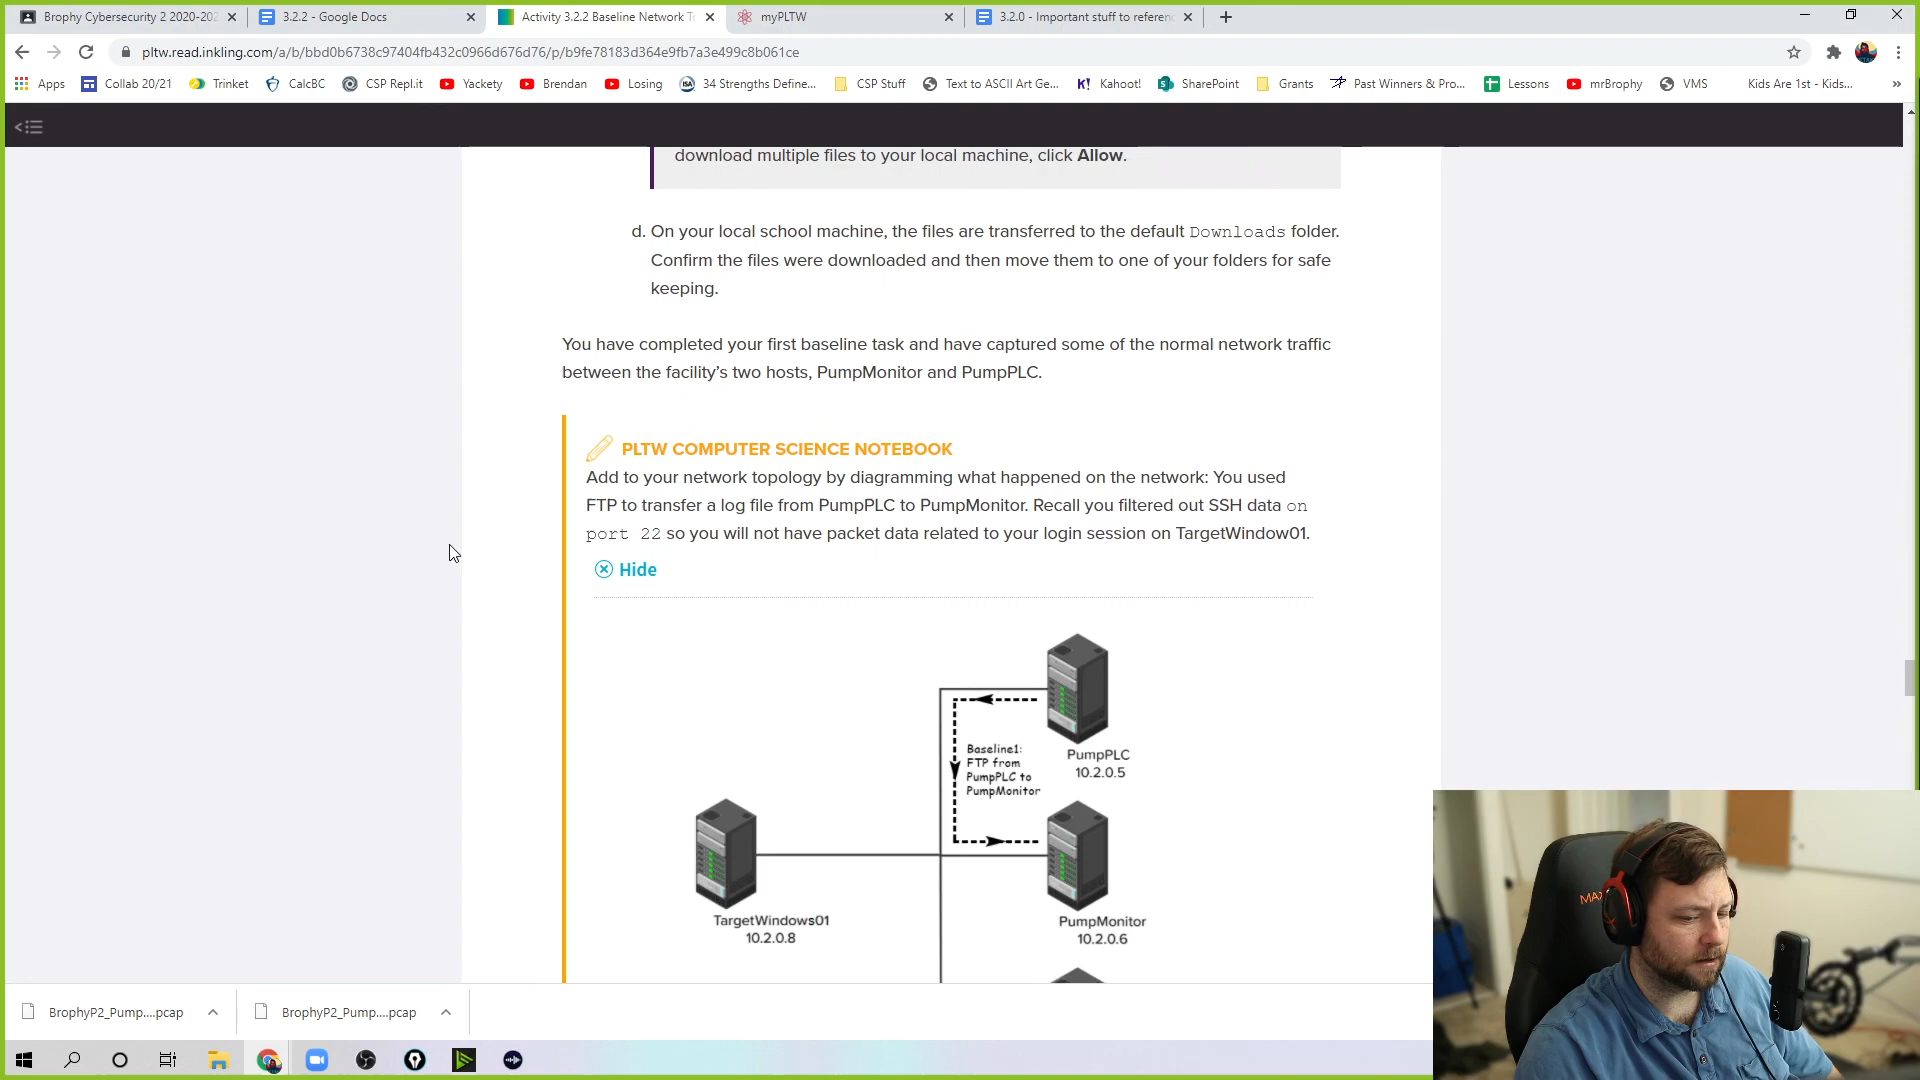 Brophy Cybersecurity 2 2020-202
3.2.2 - Google Docs
Activity 3.2.2 Baseline Network Tr
myPLTW
3.2.0 - Important stuff to referenc
pltw.read.inkling.com/a/b/bbd0b6738c97404fb432c0966d676d76/p/b9fe78183d364e9fb7a3e499c8b061ce
Apps
Collab 20/21
Trinket
CalcBC
CSP Repl.it
Yackety
Brendan
Losing
34 Strengths Define...
CSP Stuff
Text to ASCII Art Ge...
K! Kahoot!
SharePoint
Grants
Past Winners & Pro...
Lessons
mrBrophy
VMS
Kids Are 1st - Kids...
»
download multiple files to your local machine, click Allow.
d. On your local school machine, the files are transferred to the default Downloads folder.
Confirm the files were downloaded and then move them to one of your folders for safe
keeping.
You have completed your first baseline task and have captured some of the normal network traffic
between the facility's two hosts, PumpMonitor and PumpPLC.
PLTW COMPUTER SCIENCE NOTEBOOK
Add to your network topology by diagramming what happened on the network: You used
FTP to transfer a log file from PumpPLC to PumpMonitor. Recall you filtered out SSH data on
port 22 so you will not have packet data related to your login session on TargetWindow01.
Hide
Baseline1:
FTP from
PumpPLC to
PumpMonitor
PumpPLC
10.2.0.5
TargetWindows01
10.2.0.8
PumpMonitor
10.2.0.6
MAX
BrophyP2_Pump....pcap
BrophyP2_Pump....pcap